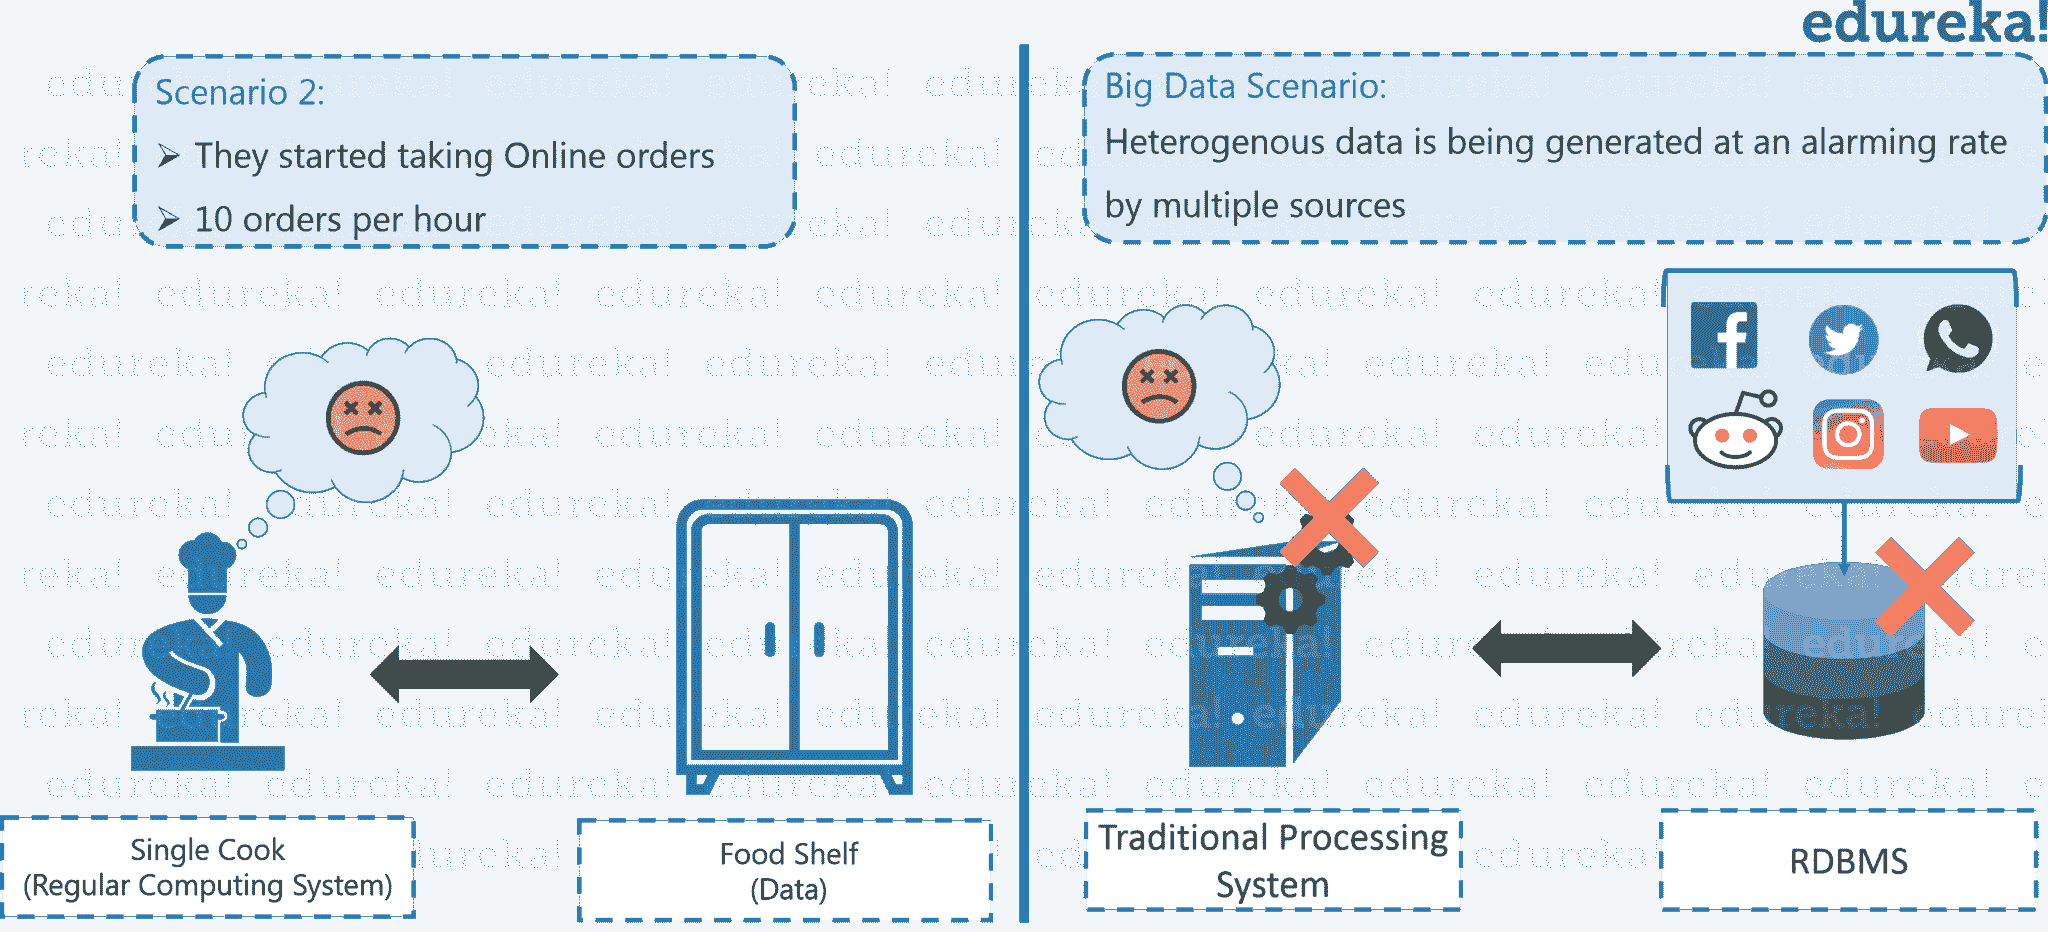 edureka!
Scenario 2:
➢ They started taking Online orders
➢ 10 orders per hour
Big Data Scenario:
Heterogenous data is being generated at an alarming rate
by multiple sources
Single Cook
(Regular Computing System)
Food Shelf
(Data)
Traditional Processing
System
RDBMS